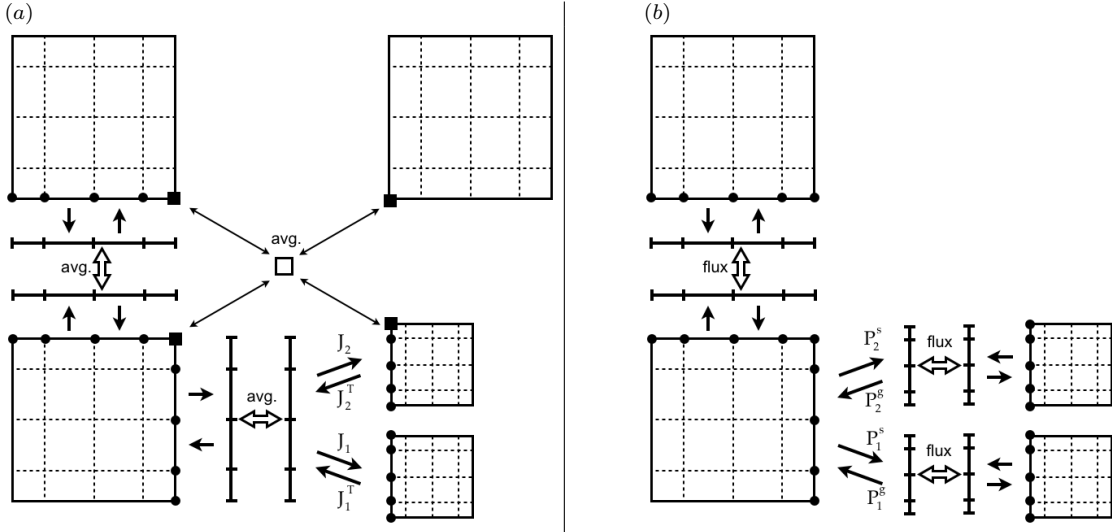 (a)
avg.
avg.
avg.
J₂
J₂ᵀ
J₁
J₁ᵀ
(b)
flux
P₂ˢ
P₂ᵍ
flux
P₁ˢ
P₁ᵍ
flux